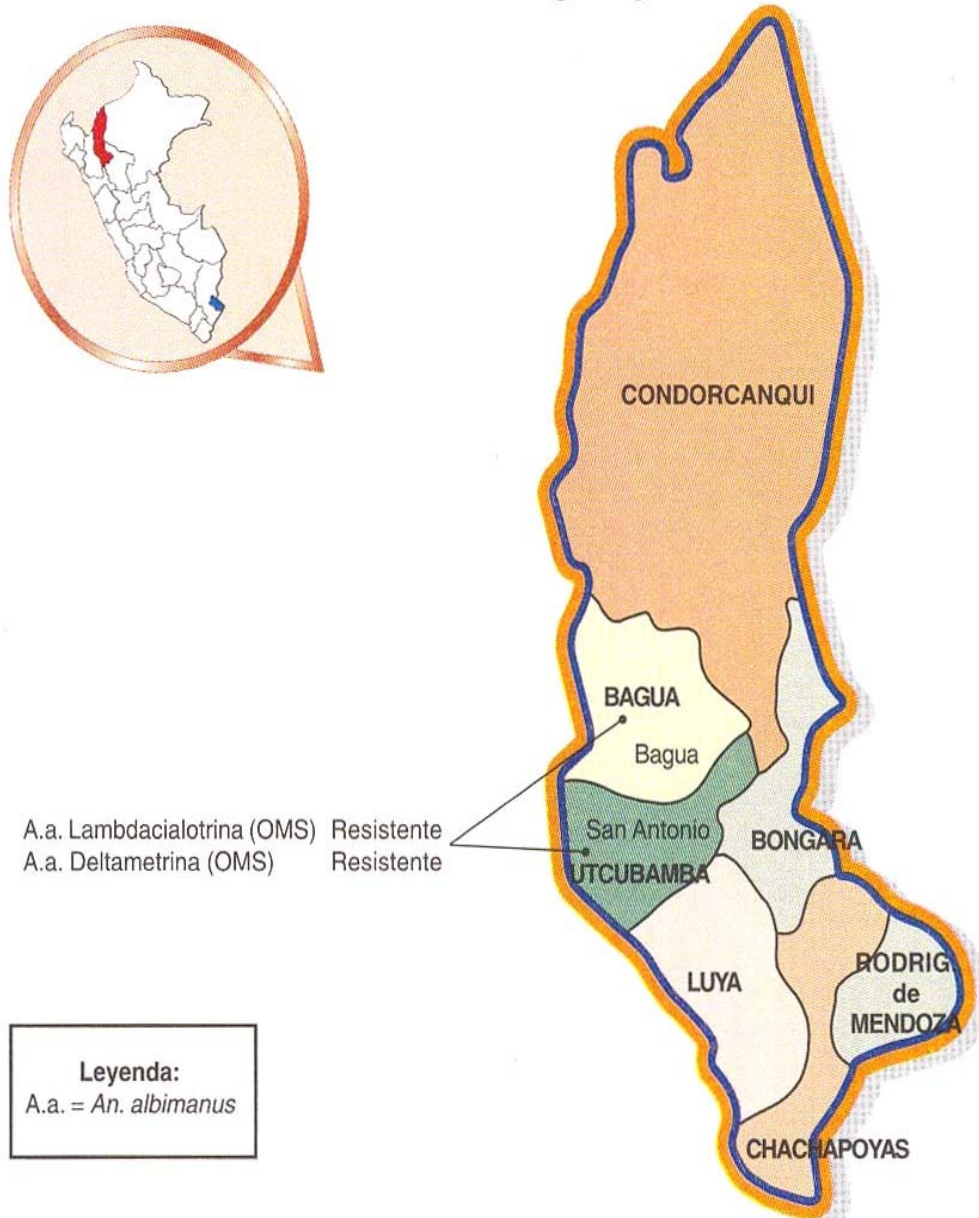 CONDORCANQUI
BAGUA
Bagua
A.a. Lambdacialotrina (OMS) Resistente
A.a. Deltametrina (OMS) Resistente
San Antonio
UTCUBAMBA
BONGARA
LUYA
RODRIG.
de
MENDOZA
CHACHAPOYAS
Leyenda:
A.a. = An. albimanus